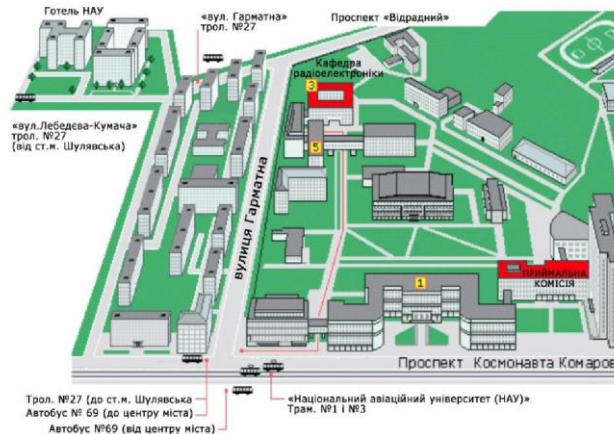 Готель НАУ
«вул. Гарматна»
трол. №27
Проспект «Відрадний»
Кафедра
радіоелектроніки
3
«вул.Лебедєва-Кумача»
трол. №27
(від ст.м. Шулявська)
5
вулиця Гарматна
ПРИЙМАЛЬНА
КОМІСІЯ
1
Проспект Космонавта Комаров
Трол. №27 (до ст.м. Шулявська
Автобус № 69 (до центру міста)
Автобус №69 (від центру міста)
«Національний авіаційний університет (НАУ)»
Трам. №1 і №3